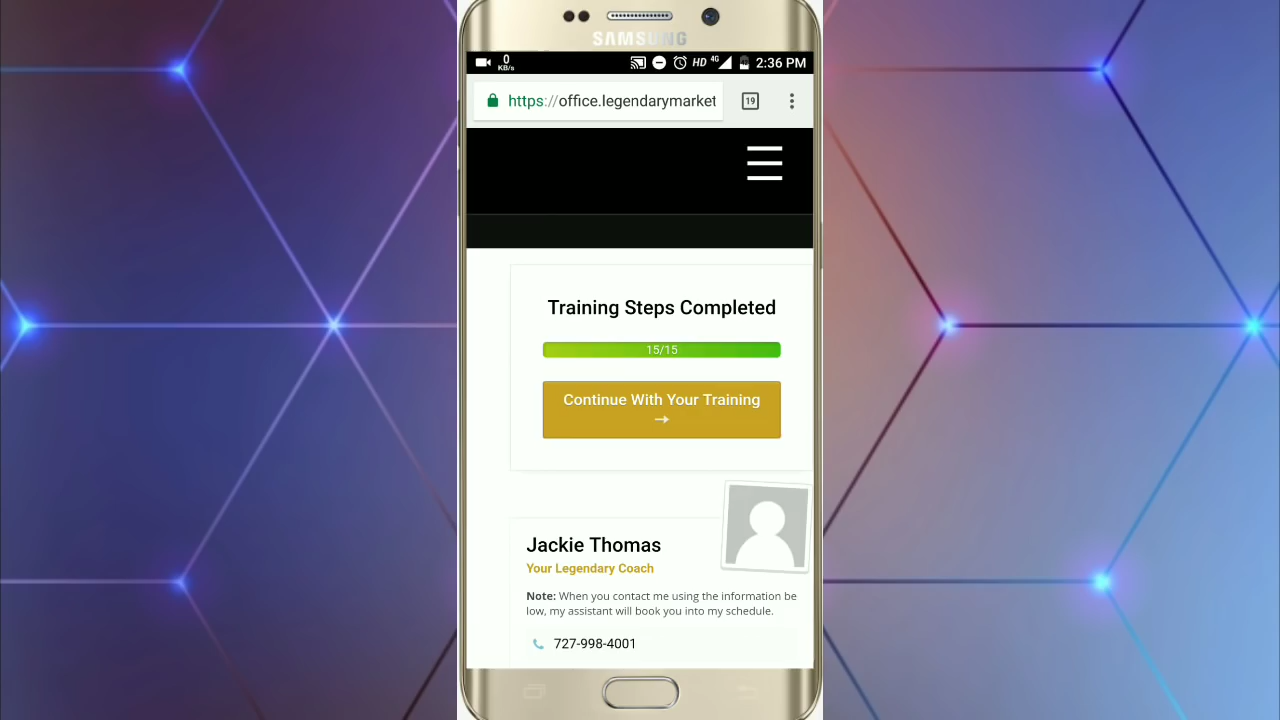 SAMSUNG
0
KB/s
HD 4G 2:36 PM
https://office.legendarymarket
19
Training Steps Completed
15/15
Continue With Your Training
→
Jackie Thomas
Your Legendary Coach
Note: When you contact me using the information be
low, my assistant will book you into my schedule.
727-998-4001